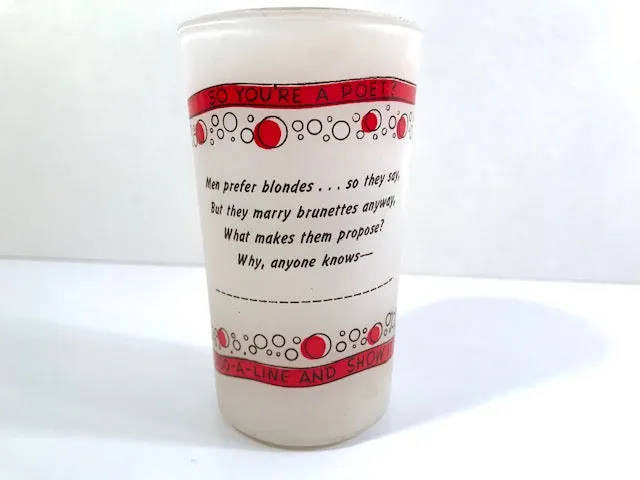 SO YOU'RE A POET?
Men prefer blondes . . . so they say,
But they marry brunettes anyway,
What makes them propose?
Why, anyone knows—
-A-LINE AND SHOW